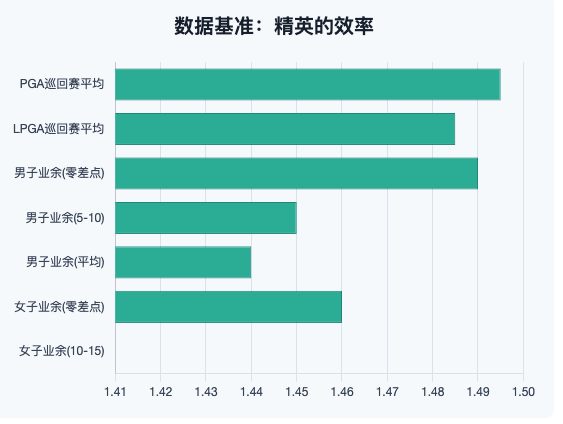 数据基准：精英的效率
PGA巡回赛平均
LPGA巡回赛平均
男子业余(零差点)
男子业余(5-10)
男子业余(平均)
女子业余(零差点)
女子业余(10-15)
1.41 1.42 1.43 1.44 1.45 1.46 1.47 1.48 1.49 1.50